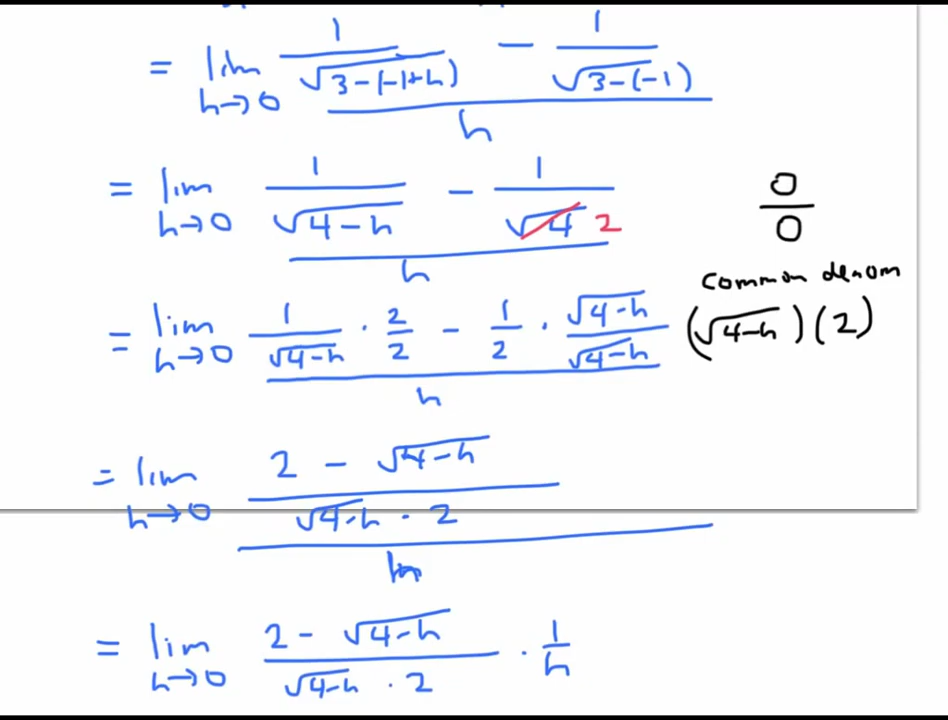 = lim h→0 (1/√(3-(-1+h)) - 1/√(3-(-1)))/h
= lim h→0 (1/√(4-h) - 1/√4 2)/h
0/0
common denom
= lim h→0 (1/√(4-h) · 2/2 - 1/2 · √(4-h)/√(4-h))/h
(√(4-h))(2)
= lim h→0 ((2 - √(4-h))/(√(4-h) · 2))/h
= lim h→0 (2 - √(4-h))/(√(4-h) · 2) · 1/h